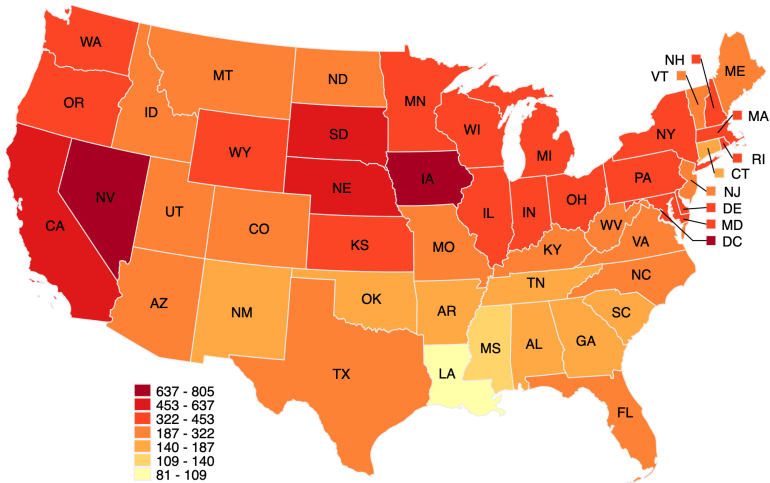 WA
OR
CA
NV
ID
MT
WY
UT
CO
AZ
NM
ND
SD
NE
KS
OK
TX
MN
IA
MO
AR
LA
WI
IL
MI
IN
OH
KY
TN
MS
AL
GA
FL
SC
NC
VA
WV
PA
NY
VT
NH
ME
MA
RI
CT
NJ
DE
MD
DC
637 - 805
453 - 637
322 - 453
187 - 322
140 - 187
109 - 140
81 - 109